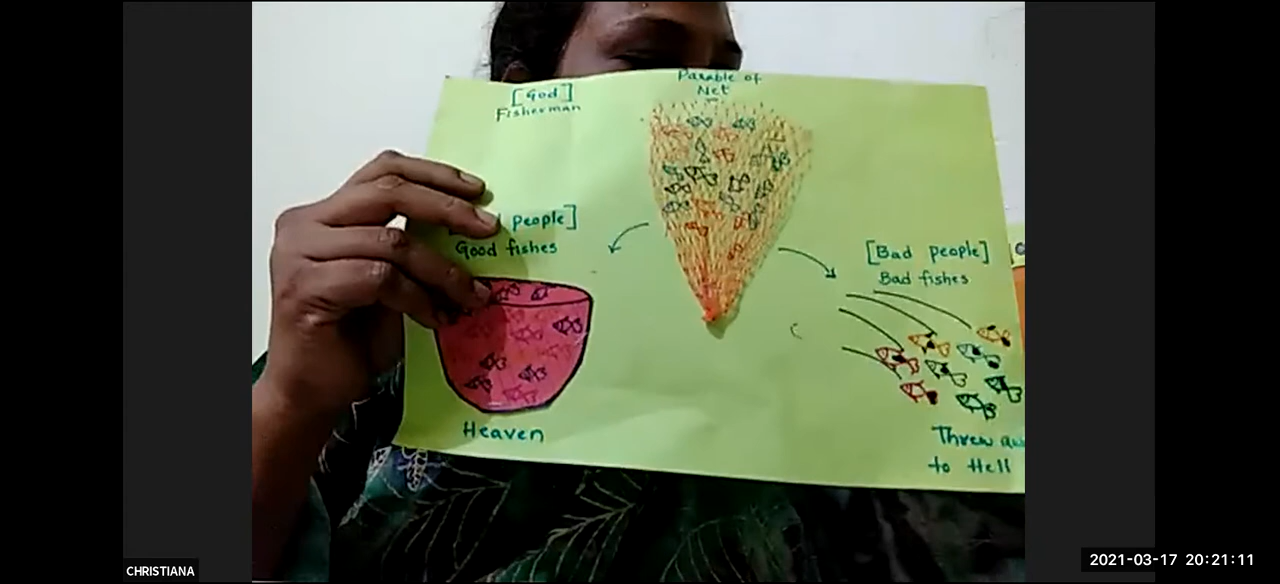 Parable of
Net
[God]
Fisherman
people]
Good fishes
[Bad people]
Bad fishes
Heaven
Threw
to Hell
CHRISTIANA
2021-03-17 20:21:11